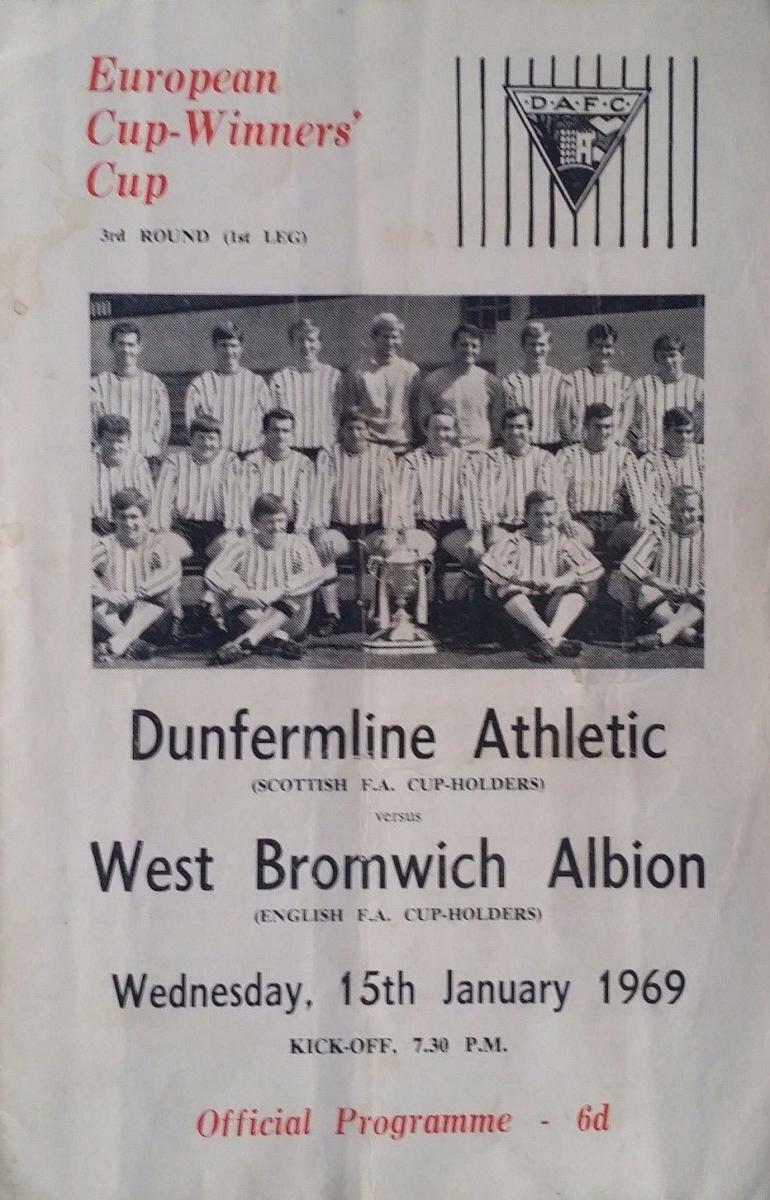 European
Cup-Winners'
Cup
3rd ROUND (1st LEG)
· D · A · F · C ·
Dunfermline Athletic
(SCOTTISH F.A. CUP-HOLDERS)
versus
West Bromwich Albion
(ENGLISH F.A. CUP-HOLDERS)
Wednesday, 15th January 1969
KICK-OFF, 7.30 P.M.
Official Programme - 6d